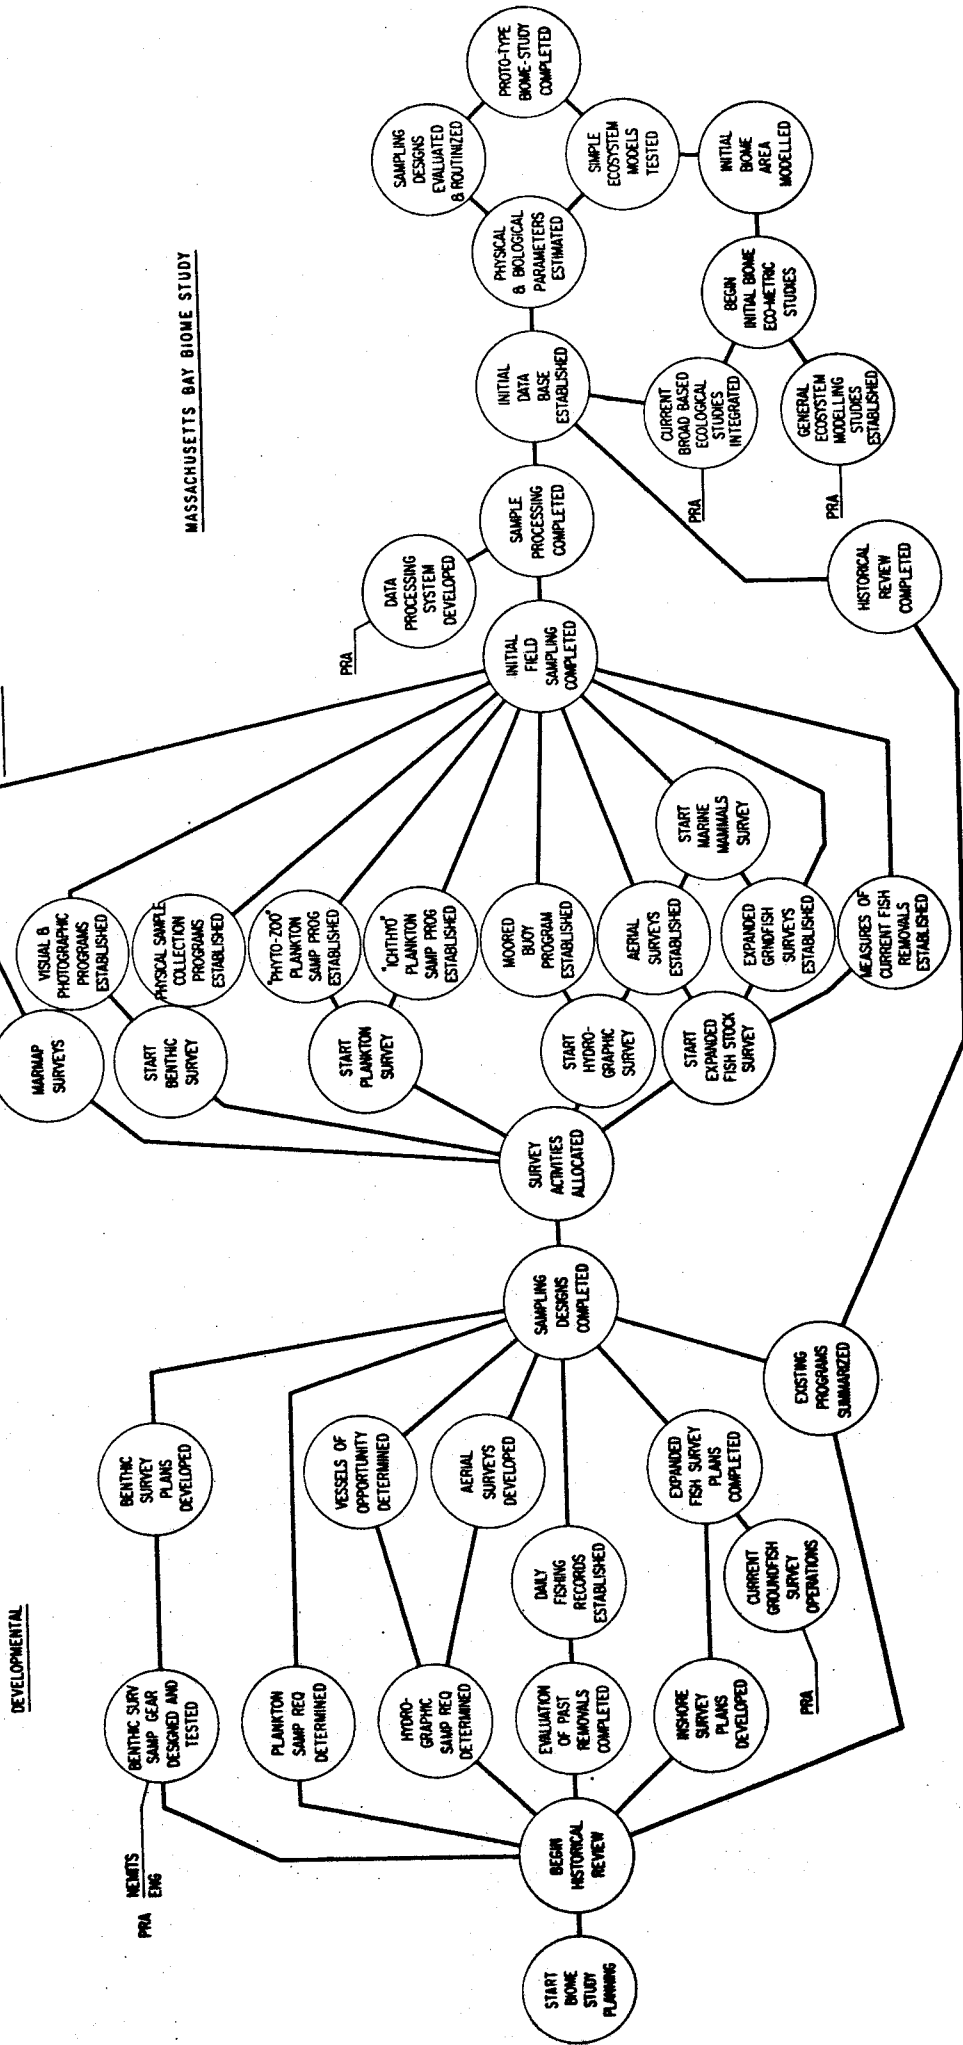 MASSACHUSETTS BAY BIOME STUDY
DEVELOPMENTAL
START
BIOME
STUDY
PLANNING
BEGIN
HISTORICAL
REVIEW
PRA
NEMITS
ENG
BENTHIC SURV
SAMP GEAR
DESIGNED AND
TESTED
PLANKTON
SAMP REQ
DETERMINED
HYDRO-
GRAPHIC
SAMP REQ
DETERMINED
EVALUATION
OF PAST
REMOVALS
COMPLETED
INSHORE
SURVEY
PLANS
DEVELOPED
PRA
BENTHIC
SURVEY
PLANS
DEVELOPED
VESSELS OF
OPPORTUNITY
DETERMINED
AERIAL
SURVEYS
DEVELOPED
DAILY
FISHING
RECORDS
ESTABLISHED
EXPANDED
FISH SURVEY
PLANS
COMPLETED
CURRENT
GROUNDFISH
SURVEY
OPERATIONS
EXISTING
PROGRAMS
SUMMARIZED
SAMPLING
DESIGNS
COMPLETED
SURVEY
ACTIVITIES
ALLOCATED
MARMAP
SURVEYS
START
BENTHIC
SURVEY
START
PLANKTON
SURVEY
START
HYDRO-
GRAPHIC
SURVEY
START
EXPANDED
FISH STOCK
SURVEY
VISUAL &
PHOTOGRAPHIC
PROGRAMS
ESTABLISHED
PHYSICAL SAMPLE
COLLECTION
PROGRAMS
ESTABLISHED
"PHYTO-ZOO"
PLANKTON
SAMP PROG
ESTABLISHED
"ICHTHYO"
PLANKTON
SAMP PROG
ESTABLISHED
MOORED
BUOY
PROGRAM
ESTABLISHED
AERIAL
SURVEYS
ESTABLISHED
EXPANDED
GRNDFISH
SURVEYS
ESTABLISHED
MEASURES OF
CURRENT FISH
REMOVALS
ESTABLISHED
START
MARINE
MAMMALS
SURVEY
INITIAL
FIELD
SAMPLING
COMPLETED
PRA
DATA
PROCESSING
SYSTEM
DEVELOPED
SAMPLE
PROCESSING
COMPLETED
HISTORICAL
REVIEW
COMPLETED
INITIAL
DATA
BASE
ESTABLISHED
PRA
CURRENT
BROAD BASED
ECOLOGICAL
STUDIES
INTEGRATED
PRA
GENERAL
ECOSYSTEM
MODELLING
STUDIES
ESTABLISHED
PHYSICAL
& BIOLOGICAL
PARAMETERS
ESTIMATED
BEGIN
INITIAL BIOME
ECO-METRIC
STUDIES
SAMPLING
DESIGNS
EVALUATED
& ROUTINIZED
SIMPLE
ECOSYSTEM
MODELS
TESTED
INITIAL
BIOME
AREA
MODELLED
PROTO-TYPE
BIOME-STUDY
COMPLETED